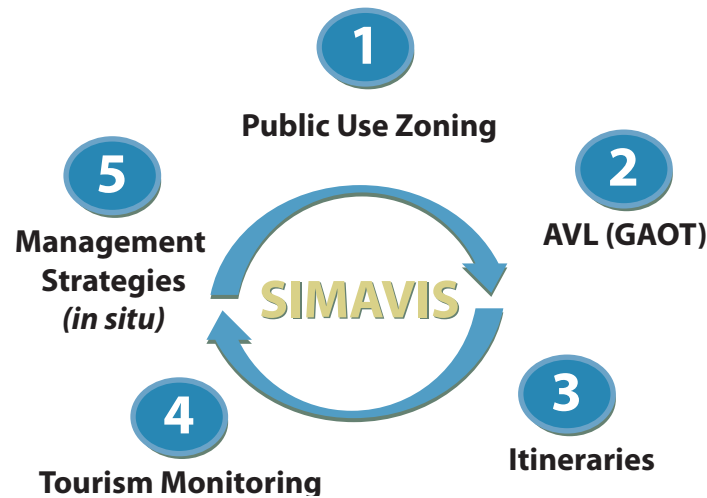 1
Public Use Zoning
2
AVL (GAOT)
3
Itineraries
4
Tourism Monitoring
5
Management
Strategies
(in situ)
SIMAVIS